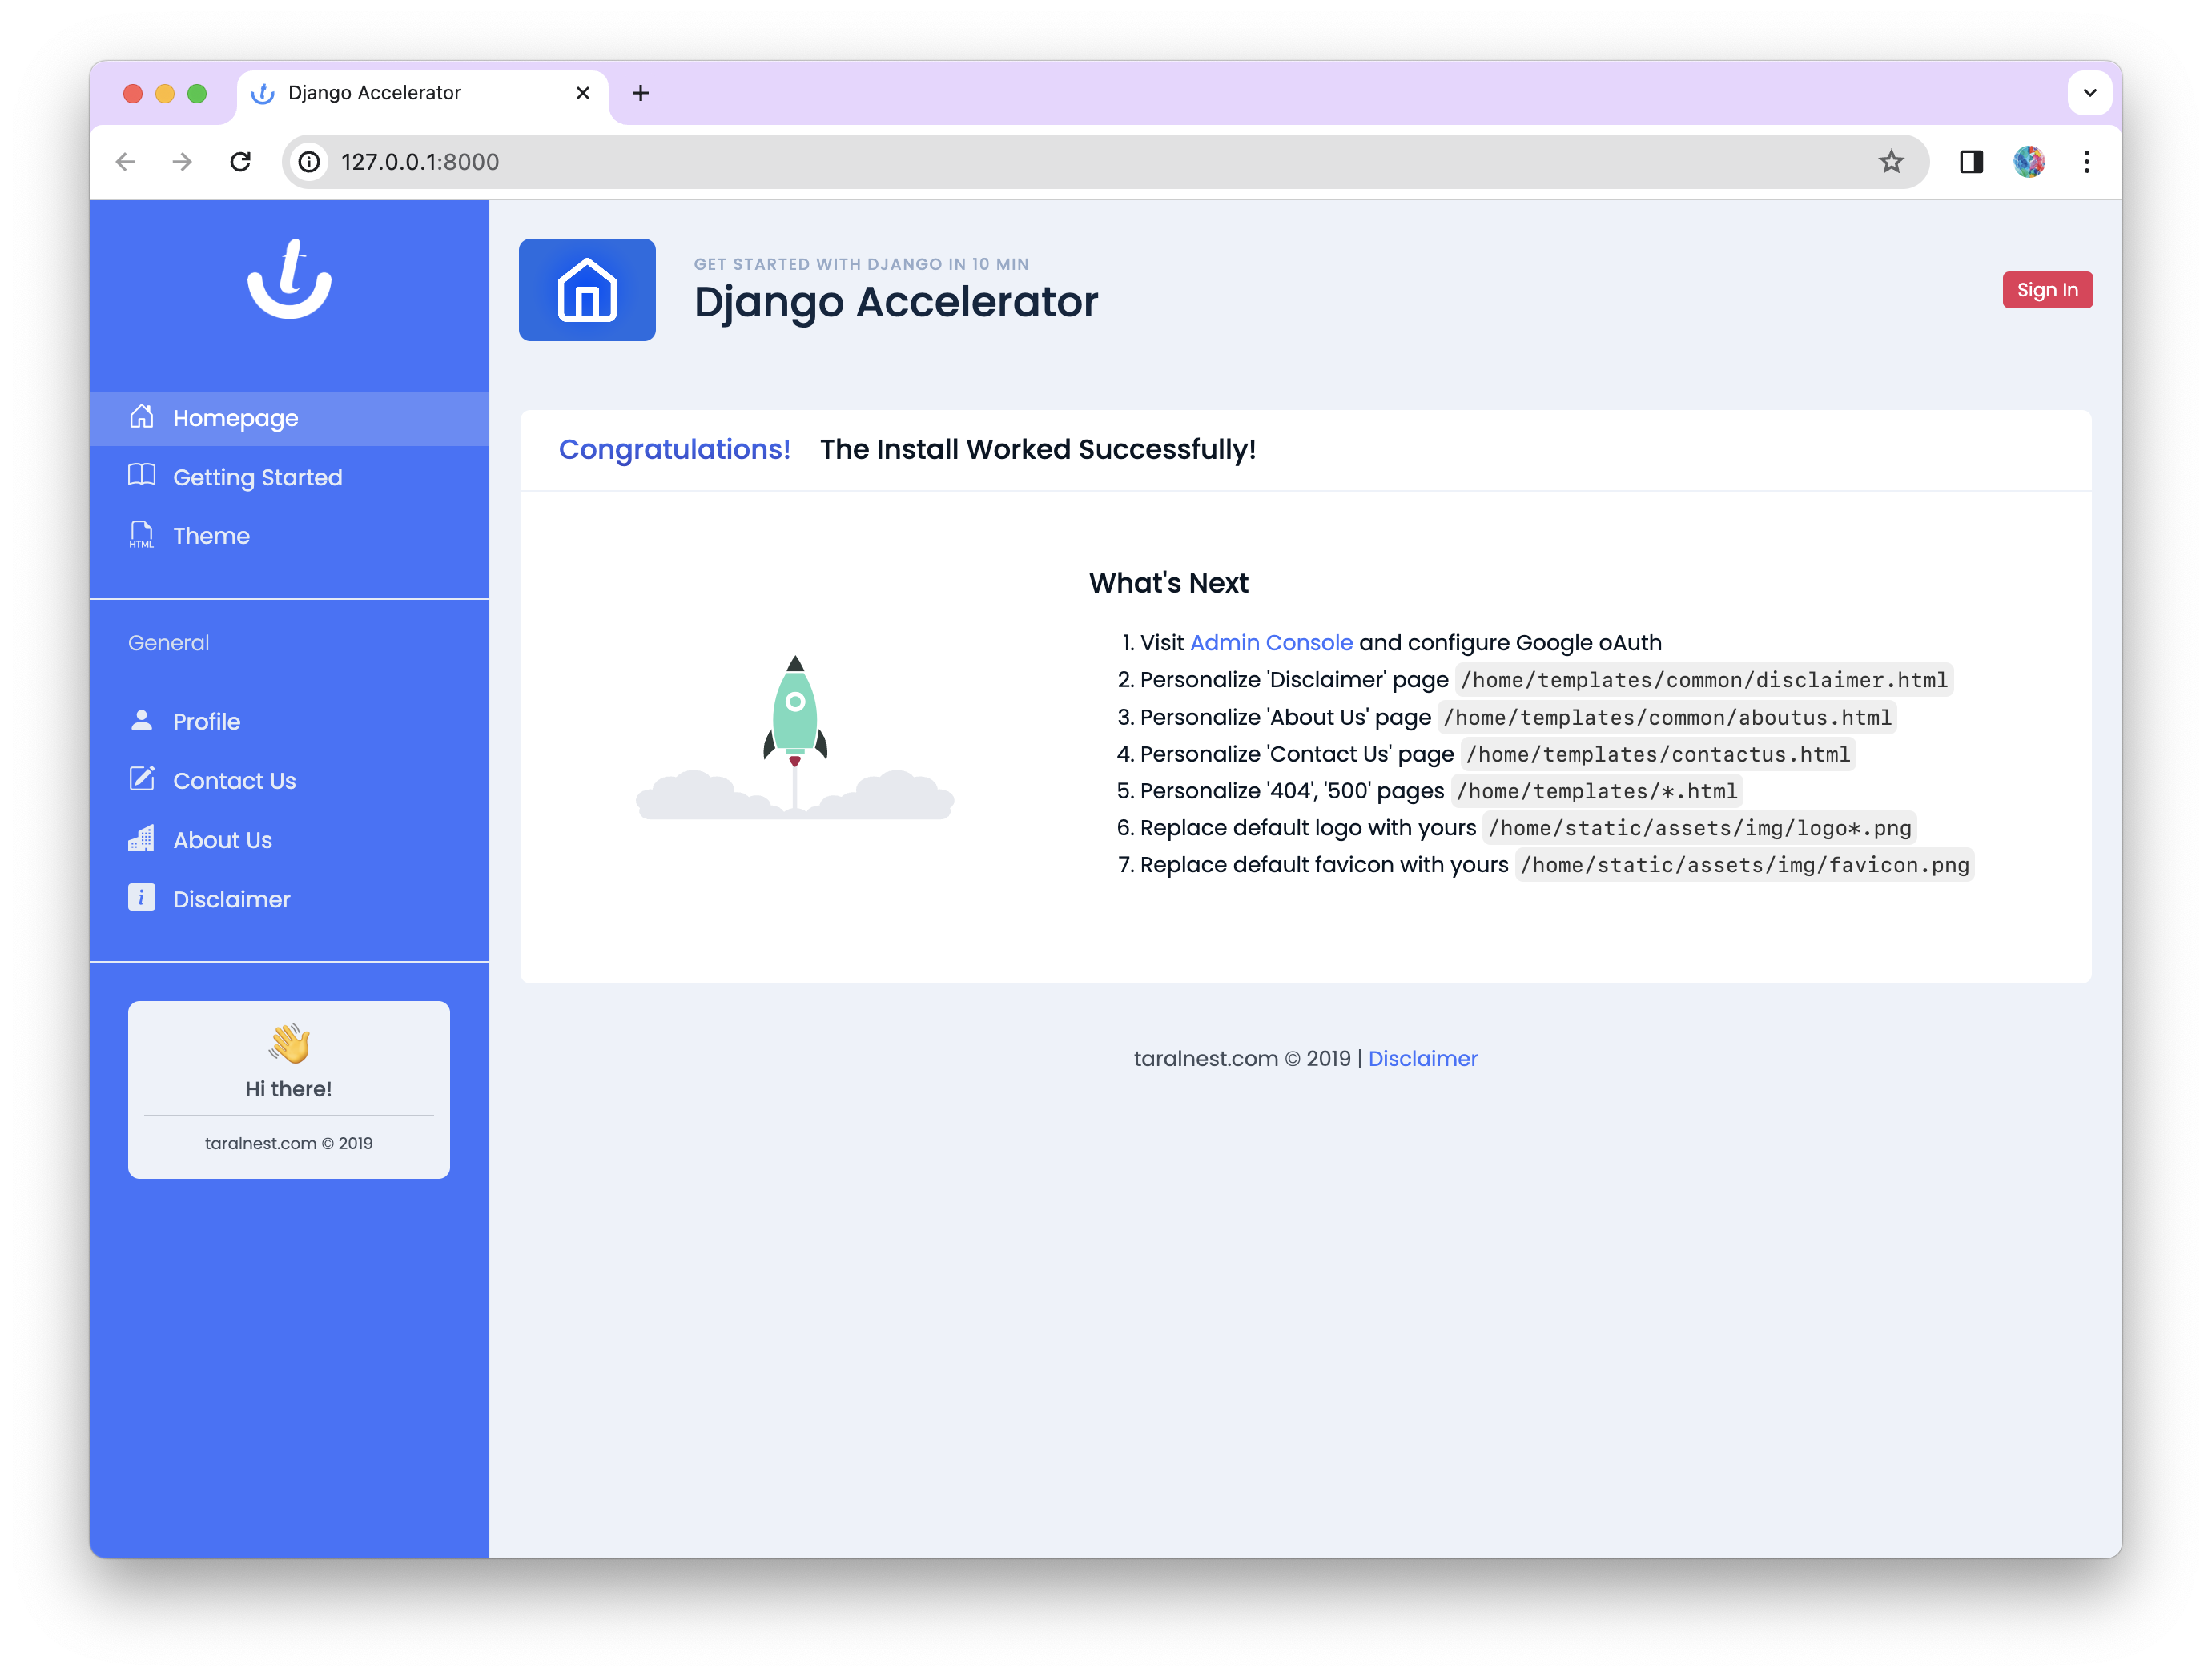 Django Accelerator
127.0.0.1:8000
t
Homepage
Getting Started
HTML
Theme
General
Profile
Contact Us
About Us
i
Disclaimer
Hi there!
taralnest.com © 2019
GET STARTED WITH DJANGO IN 10 MIN
Django Accelerator
Sign In
Congratulations! The Install Worked Successfully!
What's Next
1. Visit Admin Console and configure Google oAuth
2. Personalize 'Disclaimer' page /home/templates/common/disclaimer.html
3. Personalize 'About Us' page /home/templates/common/aboutus.html
4. Personalize 'Contact Us' page /home/templates/contactus.html
5. Personalize '404', '500' pages /home/templates/*.html
6. Replace default logo with yours /home/static/assets/img/logo*.png
7. Replace default favicon with yours /home/static/assets/img/favicon.png
taralnest.com © 2019 | Disclaimer